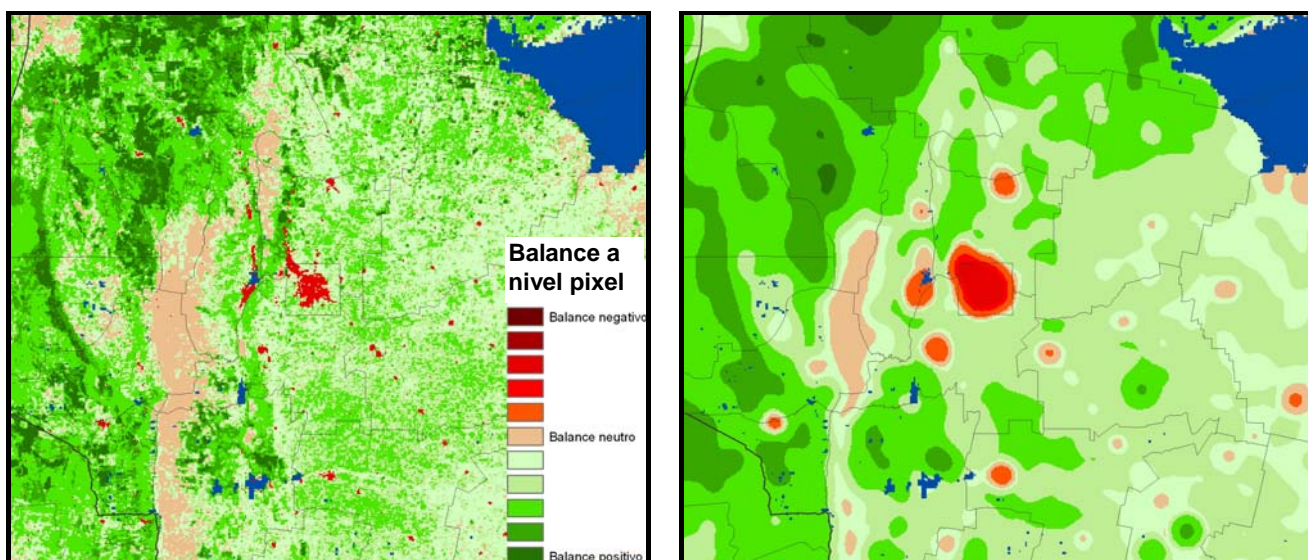 Balance a
nivel pixel
Balance negativo
Balance neutro
Balance positivo